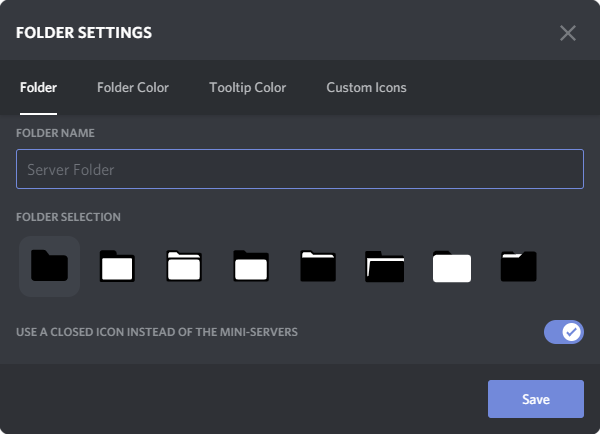 FOLDER SETTINGS
Folder Folder Color Tooltip Color Custom Icons
FOLDER NAME
Server Folder
FOLDER SELECTION
USE A CLOSED ICON INSTEAD OF THE MINI-SERVERS
Save